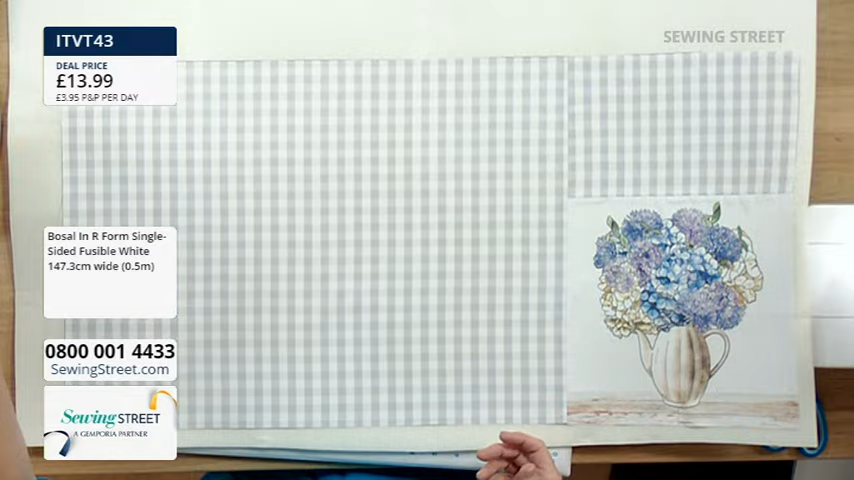 ITVT43
DEAL PRICE
£13.99
£3.95 P&P PER DAY
SEWING STREET
Bosal In R Form Single-
Sided Fusible White
147.3cm wide (0.5m)
0800 001 4433
SewingStreet.com
Sewing STREET
A GEMPORIA PARTNER